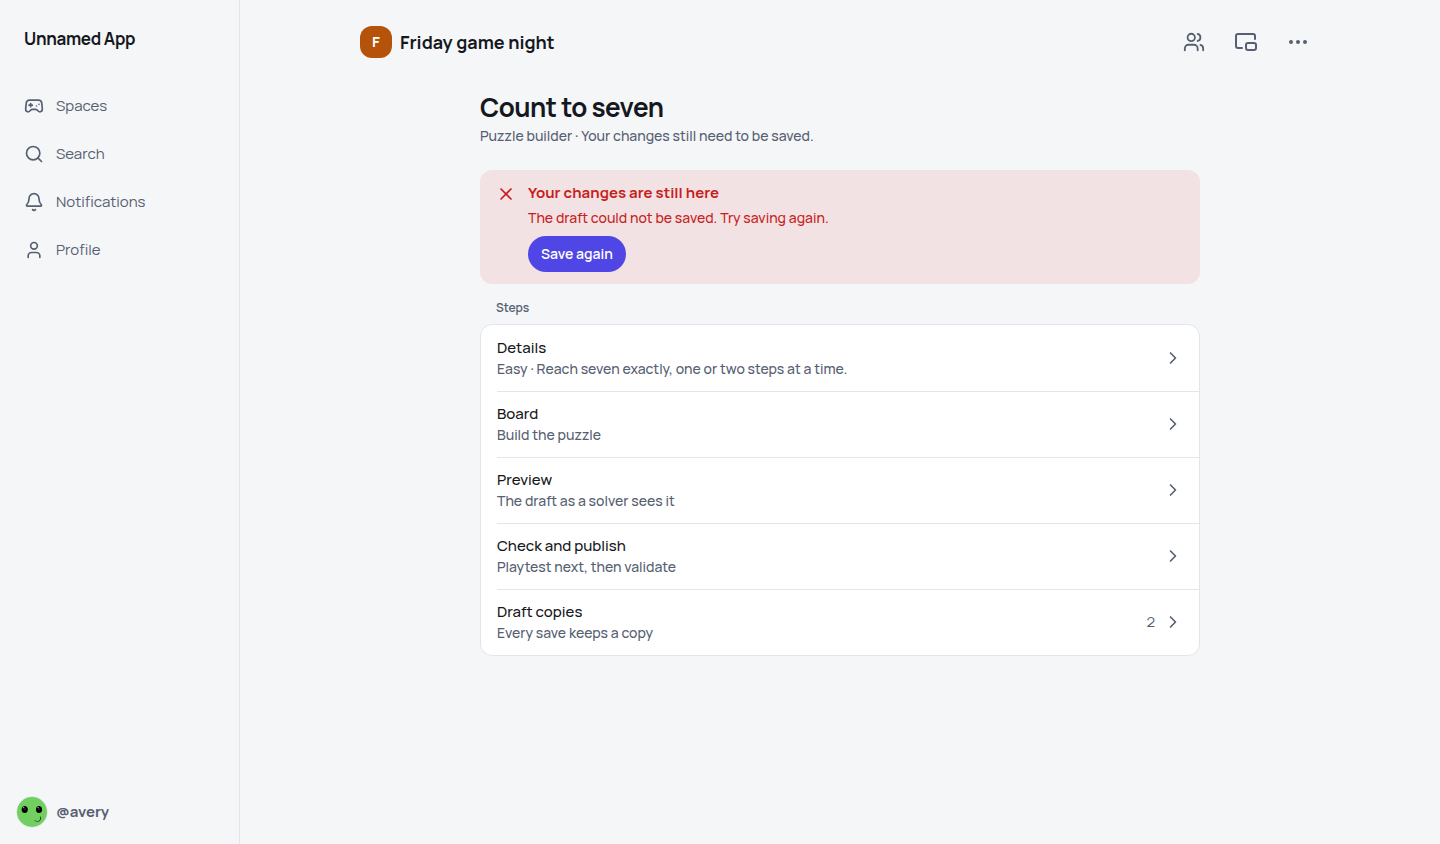 Unnamed App
Spaces
Search
Notifications
Profile
@avery
F Friday game night
Count to seven
Puzzle builder · Your changes still need to be saved.
Your changes are still here
The draft could not be saved. Try saving again.
Save again
Steps
Details
Easy · Reach seven exactly, one or two steps at a time.
Board
Build the puzzle
Preview
The draft as a solver sees it
Check and publish
Playtest next, then validate
Draft copies
Every save keeps a copy
2